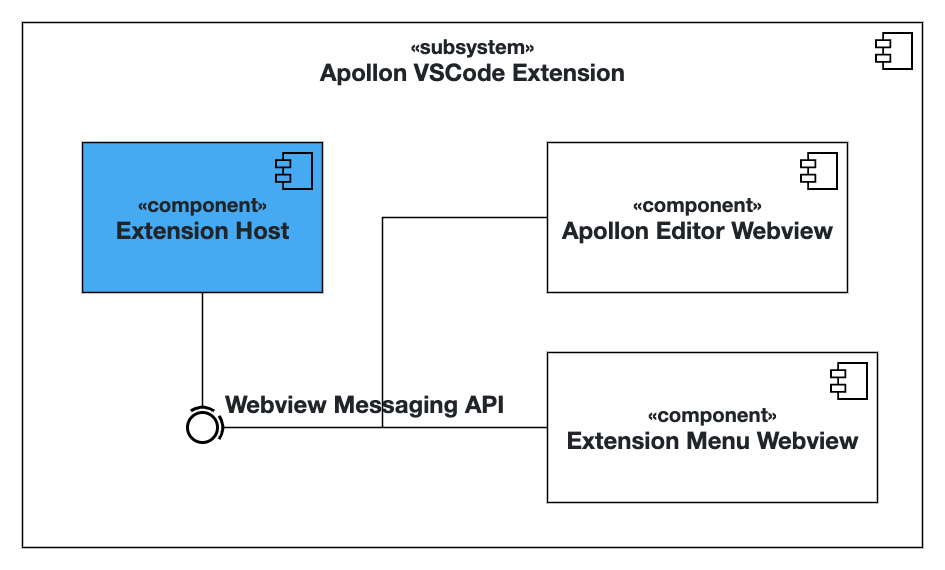 «subsystem»
Apollon VSCode Extension
«component»
Extension Host
«component»
Apollon Editor Webview
Webview Messaging API
«component»
Extension Menu Webview